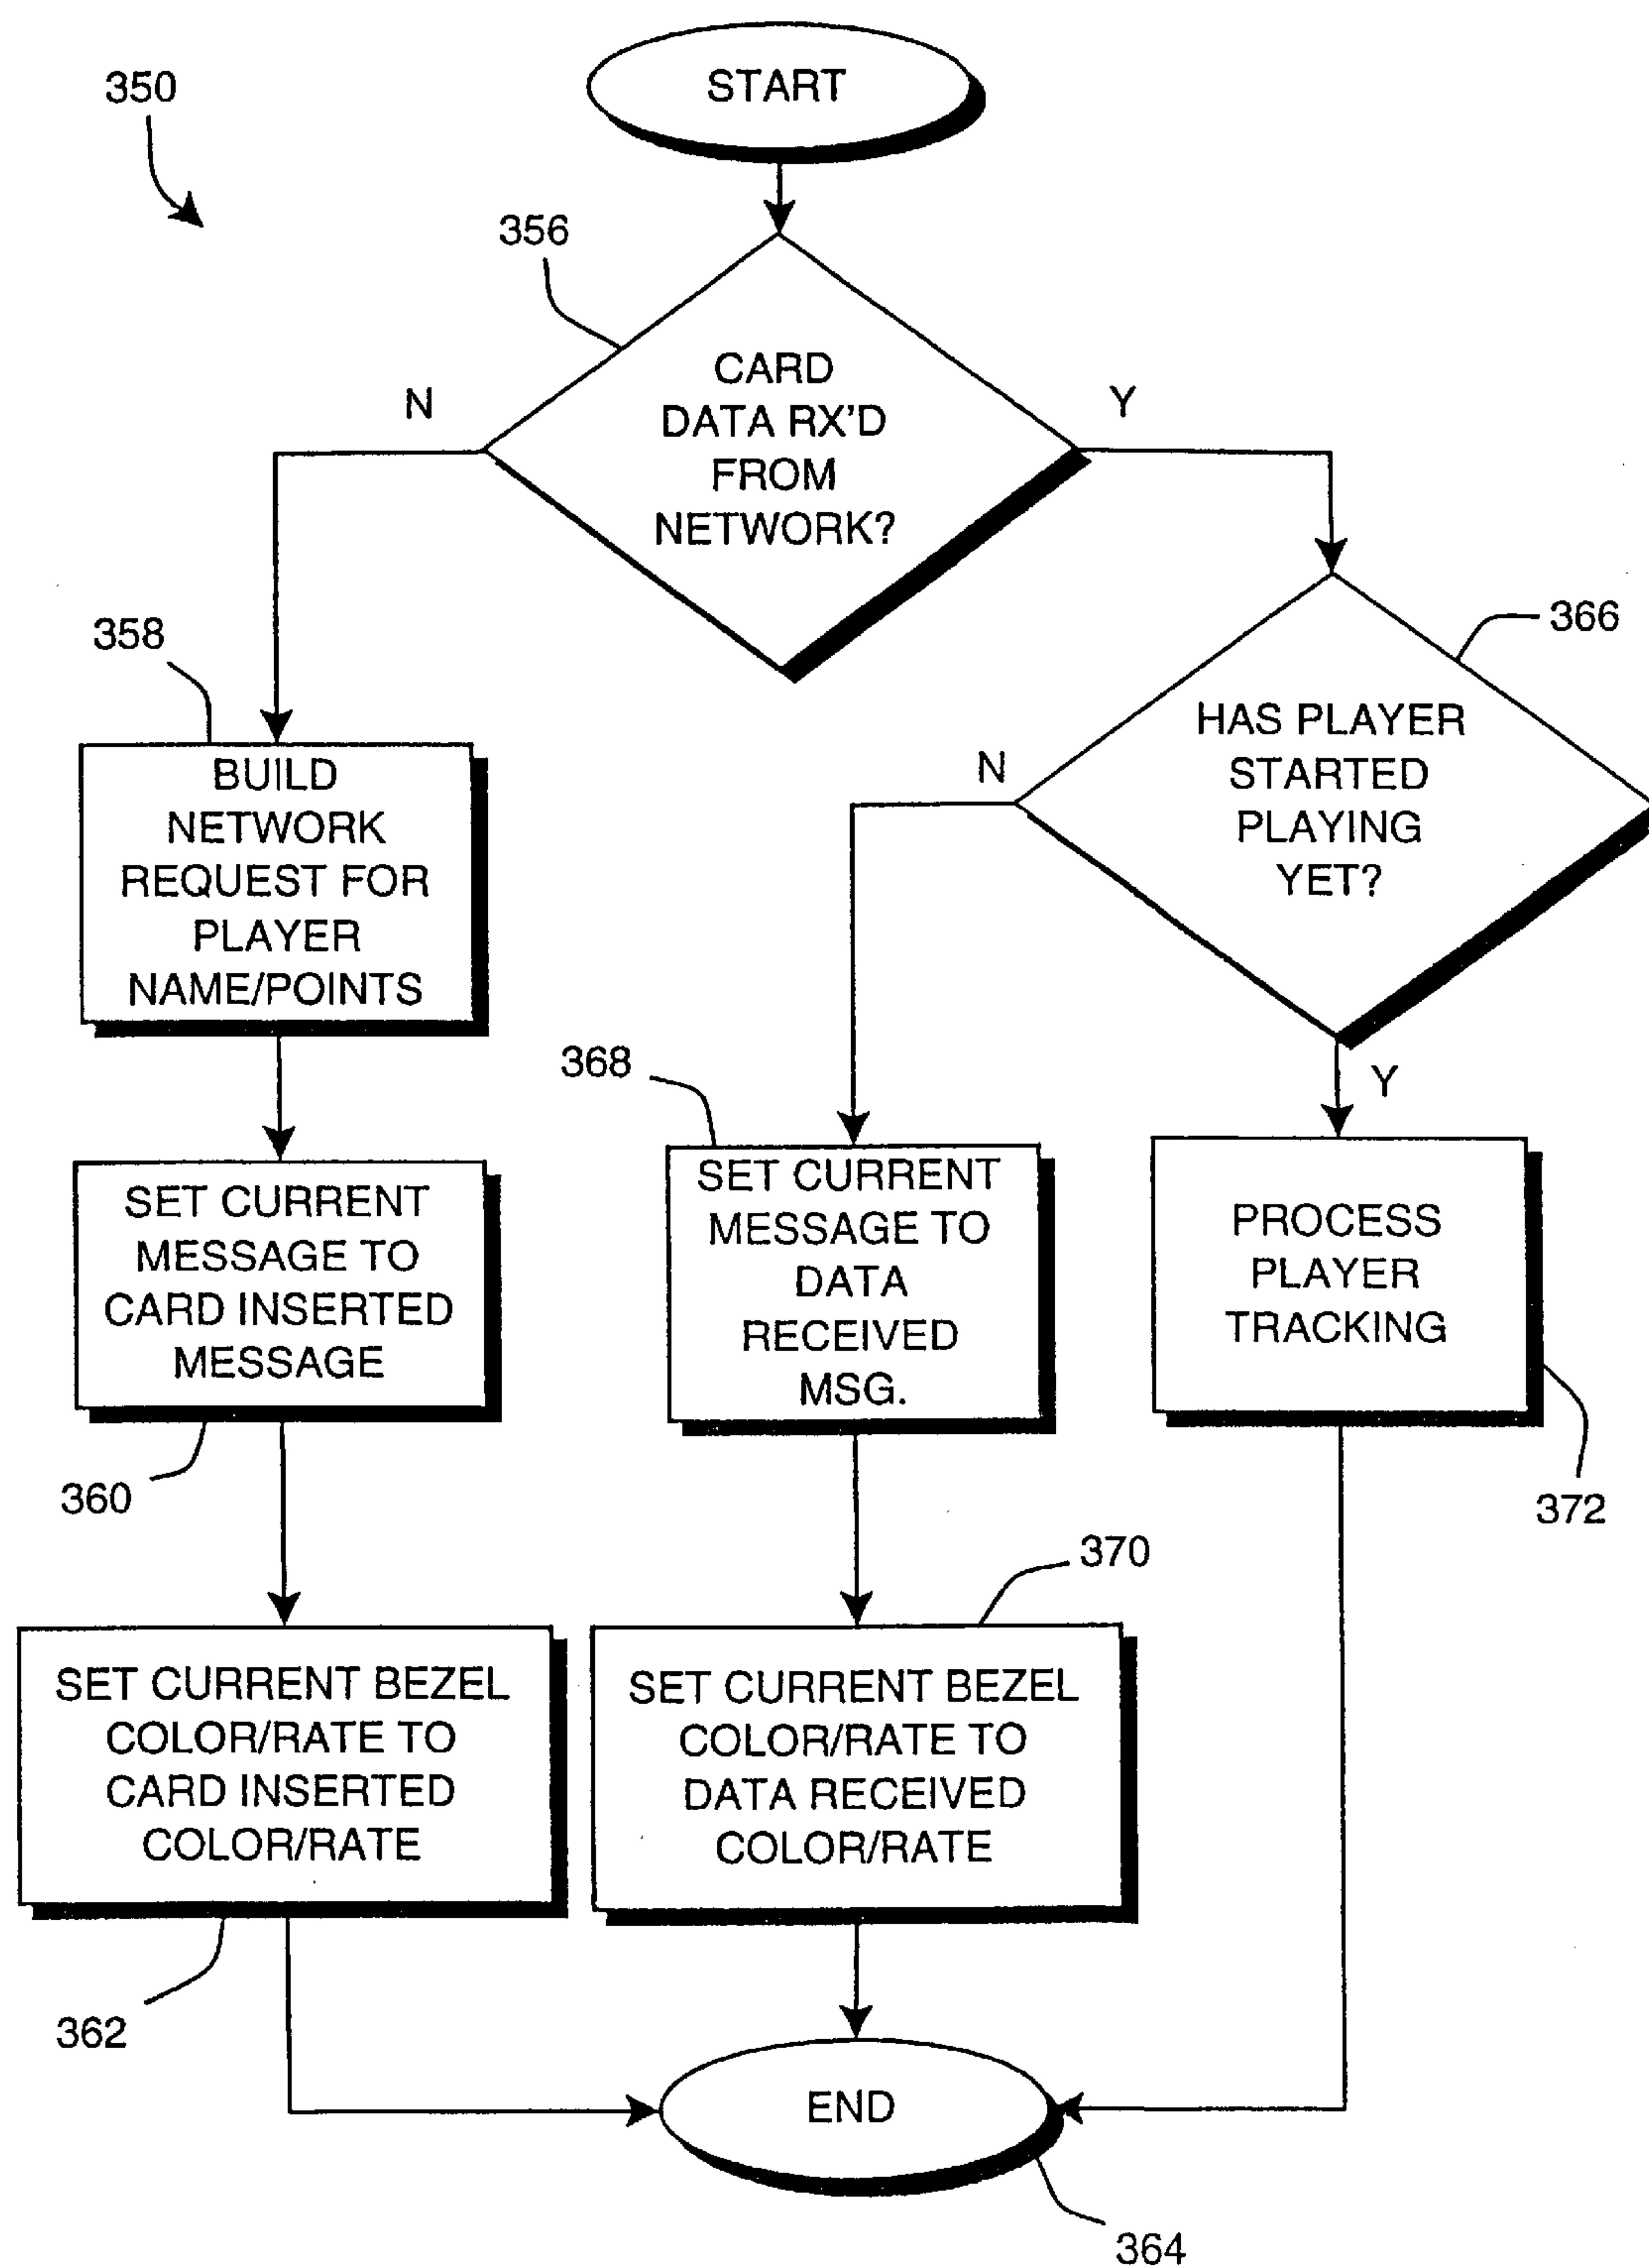 350
START
356
CARD
DATA RX'D
FROM
NETWORK?
N
Y
358
BUILD
NETWORK
REQUEST FOR
PLAYER
NAME/POINTS
366
HAS PLAYER
STARTED
PLAYING
YET?
N
Y
368
SET CURRENT
MESSAGE TO
CARD INSERTED
MESSAGE
360
SET CURRENT
MESSAGE TO
DATA
RECEIVED
MSG.
PROCESS
PLAYER
TRACKING
372
370
SET CURRENT BEZEL
COLOR/RATE TO
CARD INSERTED
COLOR/RATE
362
SET CURRENT BEZEL
COLOR/RATE TO
DATA RECEIVED
COLOR/RATE
END
364